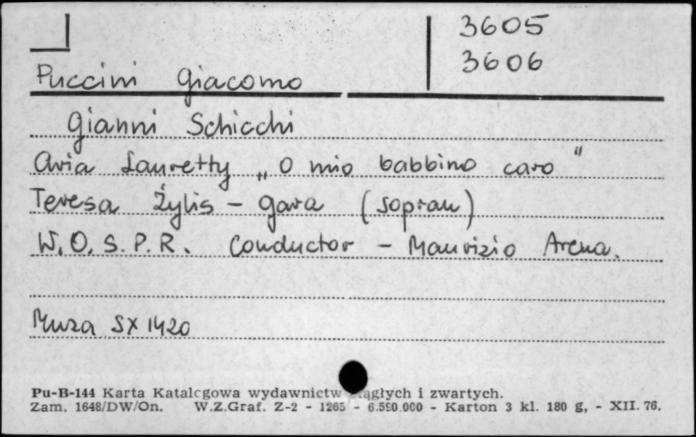 3605
3606
Puccini Giacomo
Gianni Schicchi
Aria Lauretty „O mio babbino caro"
Teresa Żylis - Gara (sopran)
W.O.S.P.R. Conductor - Maurizio Arena.
Muza SX 1420
Pu-B-144 Karta Katalogowa wydawnictw ągłych i zwartych.
Zam. 1648/DW/On. W.Z.Graf. Z-2 - 1265 - 6.590.000 - Karton 3 kl. 180 g, - XII. 76.